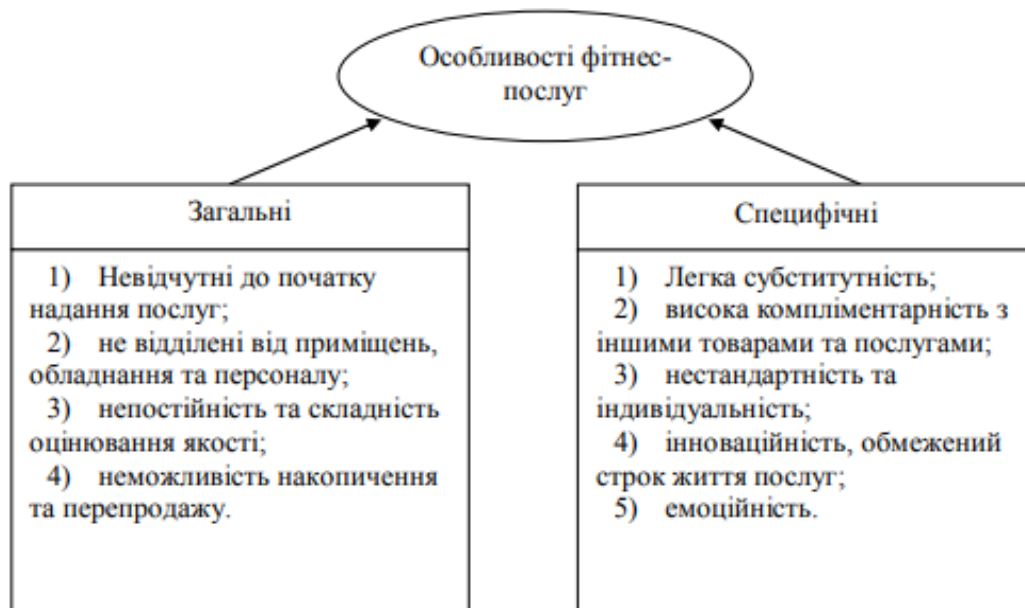 Особливості фітнес-
послуг
Загальні
1) Невідчутні до початку
надання послуг;
2) не відділені від приміщень,
обладнання та персоналу;
3) непостійність та складність
оцінювання якості;
4) неможливість накопичення
та перепродажу.
Специфічні
1) Легка субститутність;
2) висока компліментарність з
іншими товарами та послугами;
3) нестандартність та
індивідуальність;
4) інноваційність, обмежений
строк життя послуг;
5) емоційність.